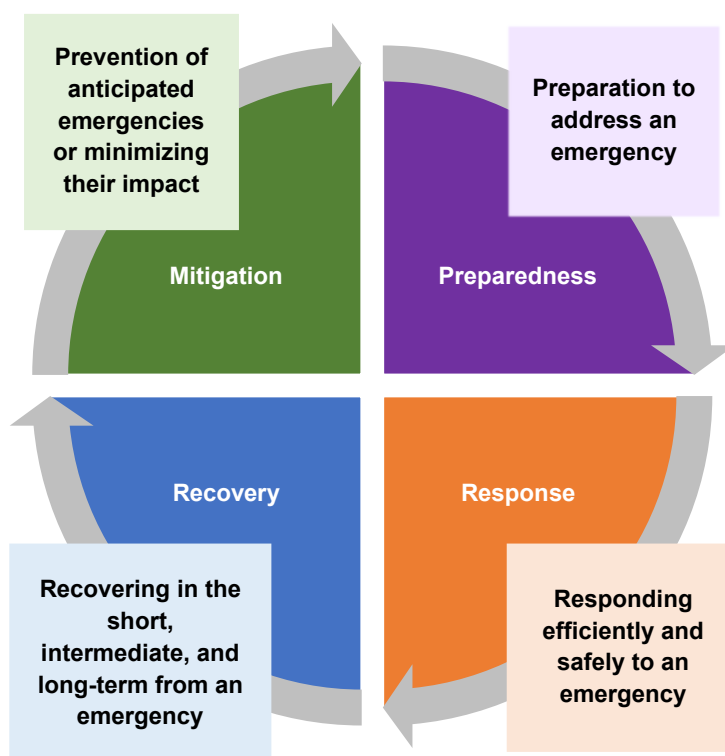 Prevention of
anticipated
emergencies
or minimizing
their impact
Preparation to
address an
emergency
Mitigation
Preparedness
Recovery
Response
Recovering in the
short,
intermediate, and
long-term from an
emergency
Responding
efficiently and
safely to an
emergency